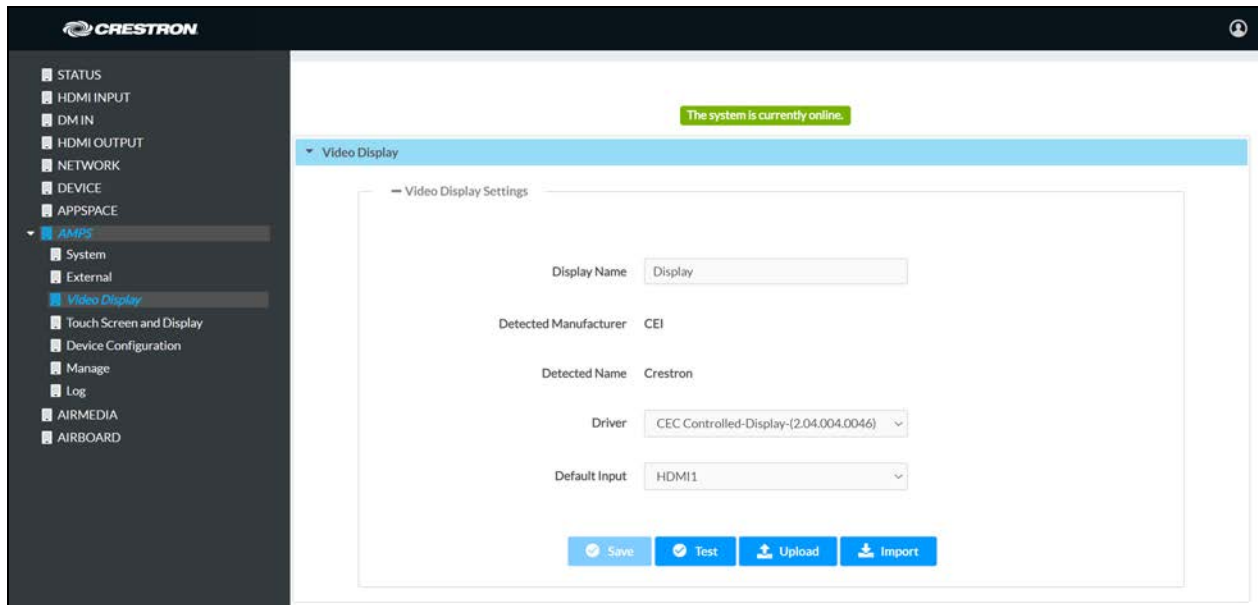 CRESTRON
STATUS
HDMI INPUT
DM IN
HDMI OUTPUT
NETWORK
DEVICE
APPSPACE
AMPS
System
External
Video Display
Touch Screen and Display
Device Configuration
Manage
Log
AIRMEDIA
AIRBOARD
The system is currently online.
Video Display
Video Display Settings
Display Name Display
Detected Manufacturer CEI
Detected Name Crestron
Driver CEC Controlled-Display-(2.04.004.0046)
Default Input HDMI1
Save Test Upload Import